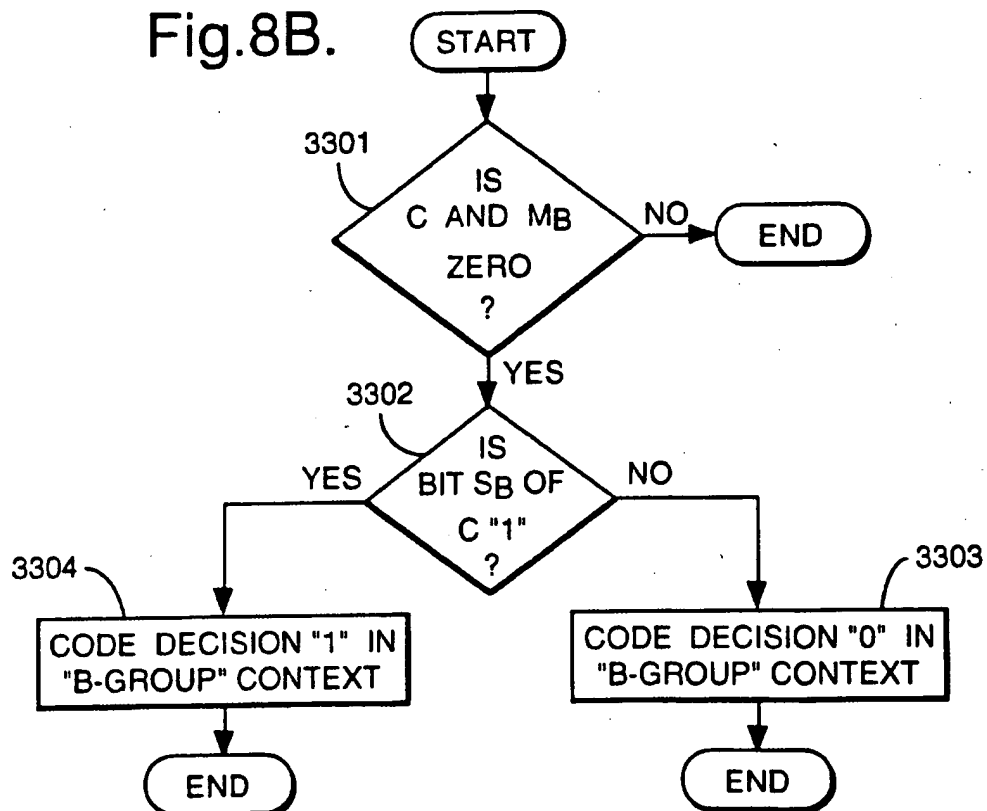 Fig.8B.
START
3301
IS
C AND MB
ZERO
?
NO
END
YES
3302
IS
BIT SB OF
C "1"
?
YES
NO
3304
3303
CODE DECISION "1" IN
"B-GROUP" CONTEXT
CODE DECISION "0" IN
"B-GROUP" CONTEXT
END
END